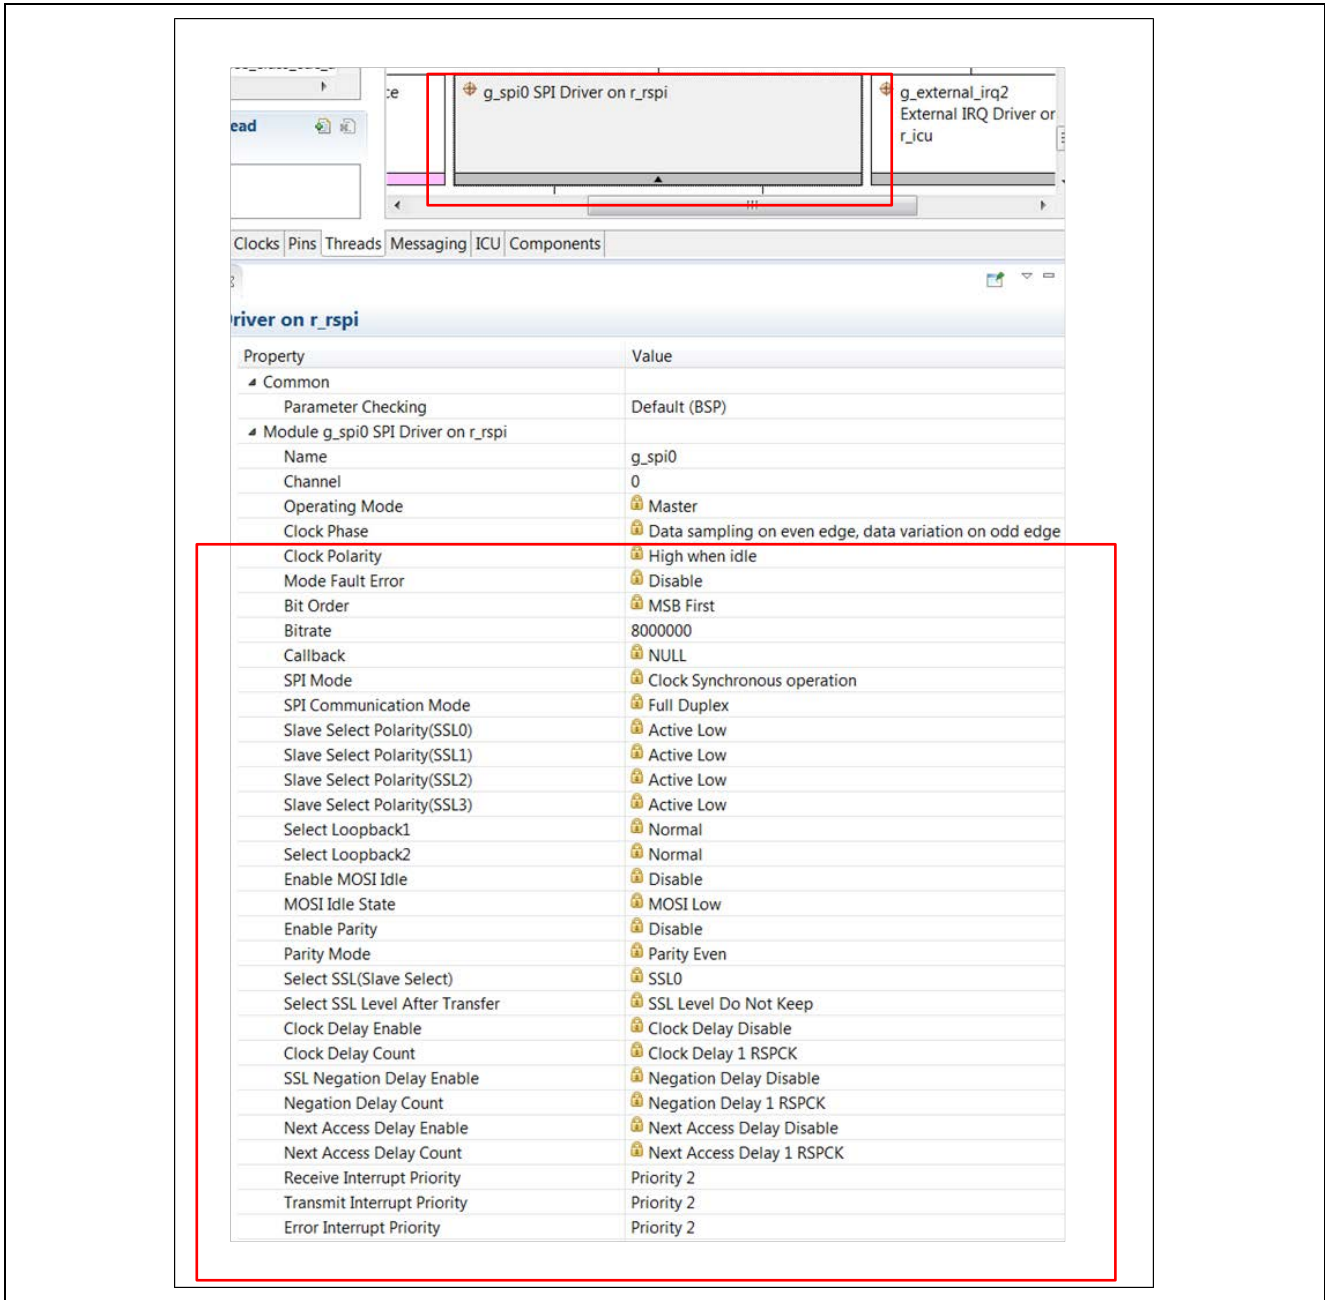 ce
g_spi0 SPI Driver on r_rspi
g_external_irq2
External IRQ Driver or
r_icu
ead
Clocks Pins Threads Messaging ICU Components
river on r_rspi
Property Value
Common
Parameter Checking Default (BSP)
Module g_spi0 SPI Driver on r_rspi
Name g_spi0
Channel 0
Operating Mode Master
Clock Phase Data sampling on even edge, data variation on odd edge
Clock Polarity High when idle
Mode Fault Error Disable
Bit Order MSB First
Bitrate 8000000
Callback NULL
SPI Mode Clock Synchronous operation
SPI Communication Mode Full Duplex
Slave Select Polarity(SSL0) Active Low
Slave Select Polarity(SSL1) Active Low
Slave Select Polarity(SSL2) Active Low
Slave Select Polarity(SSL3) Active Low
Select Loopback1 Normal
Select Loopback2 Normal
Enable MOSI Idle Disable
MOSI Idle State MOSI Low
Enable Parity Disable
Parity Mode Parity Even
Select SSL(Slave Select) SSL0
Select SSL Level After Transfer SSL Level Do Not Keep
Clock Delay Enable Clock Delay Disable
Clock Delay Count Clock Delay 1 RSPCK
SSL Negation Delay Enable Negation Delay Disable
Negation Delay Count Negation Delay 1 RSPCK
Next Access Delay Enable Next Access Delay Disable
Next Access Delay Count Next Access Delay 1 RSPCK
Receive Interrupt Priority Priority 2
Transmit Interrupt Priority Priority 2
Error Interrupt Priority Priority 2